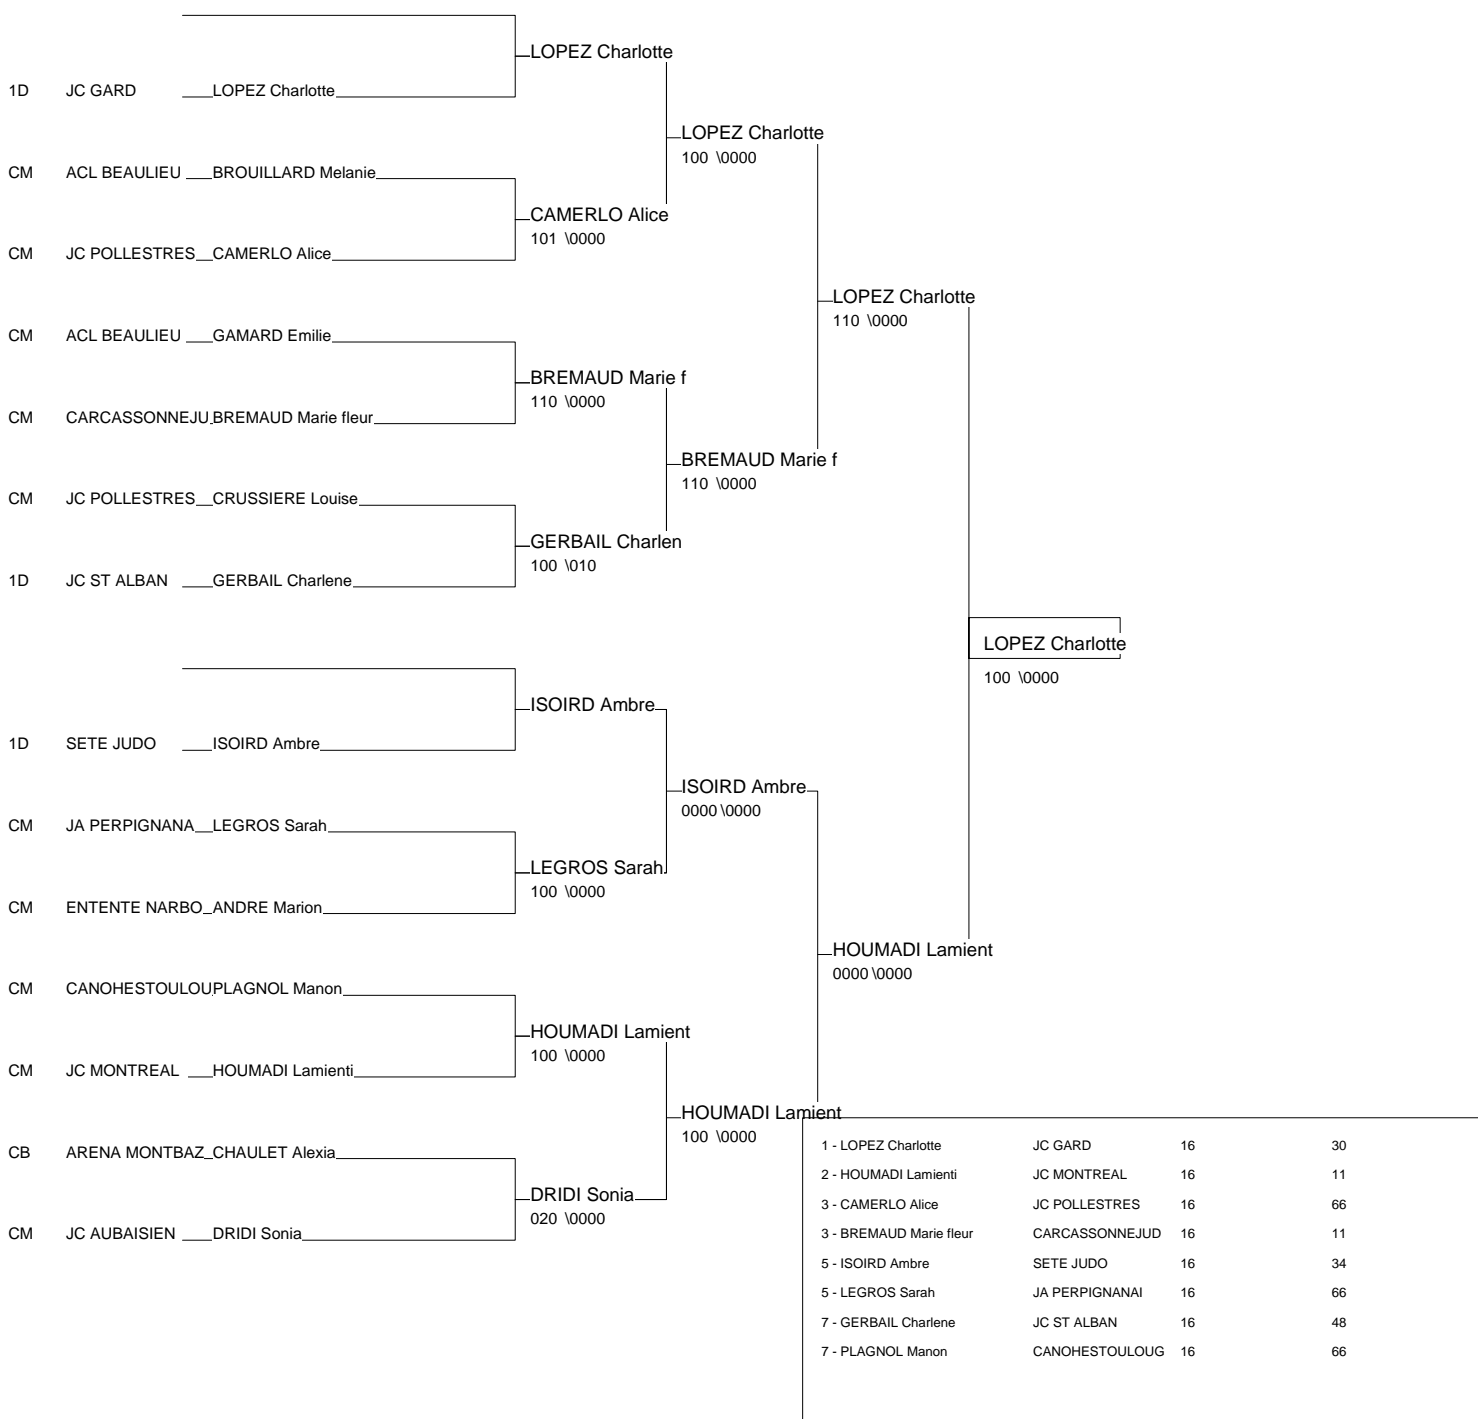 LOPEZ Charlotte
1D JC GARD LOPEZ Charlotte
LOPEZ Charlotte
100 \0000
CM ACL BEAULIEU BROUILLARD Melanie
CAMERLO Alice
101 \0000
CM JC POLLESTRES CAMERLO Alice
LOPEZ Charlotte
110 \0000
CM ACL BEAULIEU GAMARD Emilie
BREMAUD Marie f
110 \0000
CM CARCASSONNEJU BREMAUD Marie fleur
BREMAUD Marie f
110 \0000
CM JC POLLESTRES CRUSSIERE Louise
GERBAIL Charlen
100 \010
1D JC ST ALBAN GERBAIL Charlene
LOPEZ Charlotte
100 \0000
ISOIRD Ambre
1D SETE JUDO ISOIRD Ambre
ISOIRD Ambre
0000 \0000
CM JA PERPIGNANA LEGROS Sarah
LEGROS Sarah
100 \0000
CM ENTENTE NARBO ANDRE Marion
HOUMADI Lamient
0000 \0000
CM CANOHESTOULOU PLAGNOL Manon
HOUMADI Lamient
100 \0000
CM JC MONTREAL HOUMADI Lamienti
HOUMADI Lamient
100 \0000
CB ARENA MONTBAZ CHAULET Alexia
DRIDI Sonia
020 \0000
CM JC AUBAISIEN DRIDI Sonia
1 - LOPEZ Charlotte JC GARD 16 30
2 - HOUMADI Lamienti JC MONTREAL 16 11
3 - CAMERLO Alice JC POLLESTRES 16 66
3 - BREMAUD Marie fleur CARCASSONNEJUD 16 11
5 - ISOIRD Ambre SETE JUDO 16 34
5 - LEGROS Sarah JA PERPIGNANAI 16 66
7 - GERBAIL Charlene JC ST ALBAN 16 48
7 - PLAGNOL Manon CANOHESTOULOUG 16 66